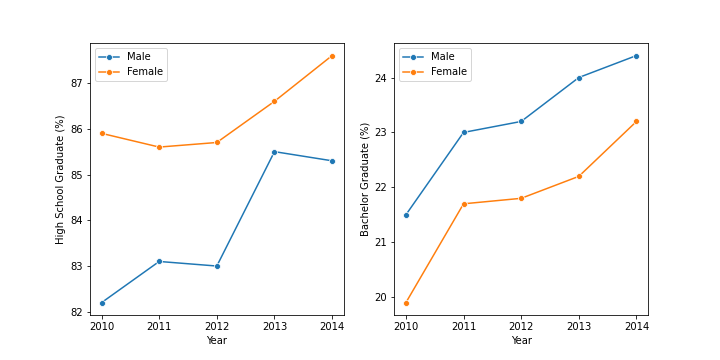 Male
Female
High School Graduate (%)
87
86
85
84
83
82
2010 2011 2012 2013 2014
Year
Male
Female
Bachelor Graduate (%)
24
23
22
21
20
2010 2011 2012 2013 2014
Year